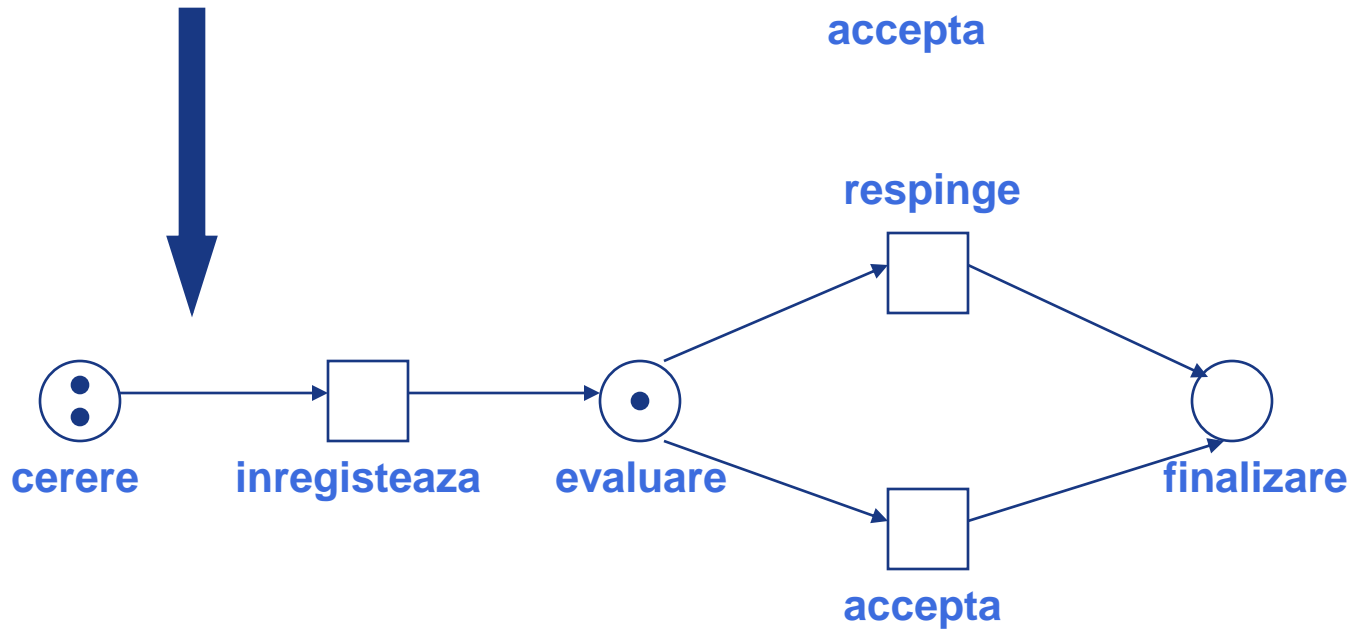 accepta
respinge
cerere
inregisteaza
evaluare
finalizare
accepta